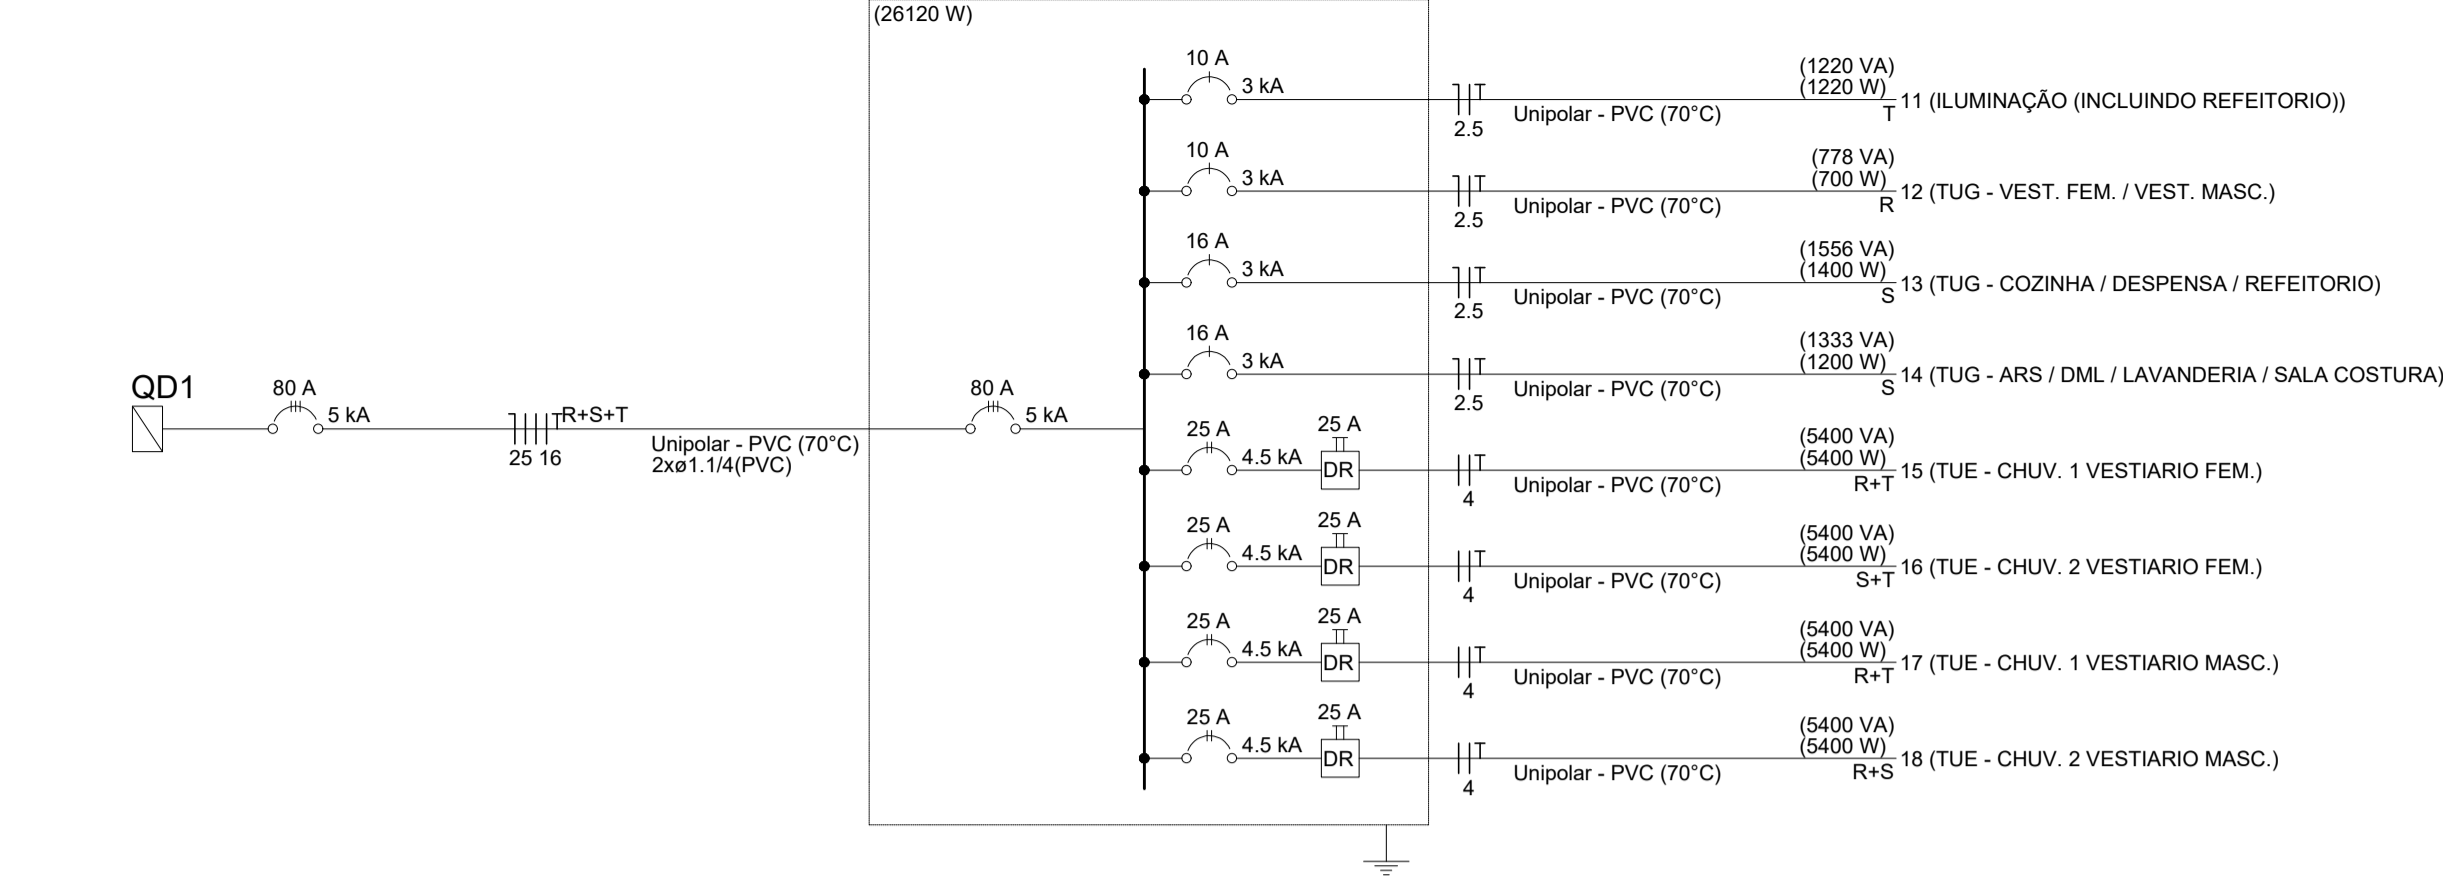 (26120 W)
QD1
80 A
5 kA
R+S+T
25 16
Unipolar - PVC (70°C)
2xø1.1/4(PVC)
80 A
5 kA
10 A
3 kA
2.5
Unipolar - PVC (70°C)
(1220 VA)
(1220 W)
T
11 (ILUMINAÇÃO (INCLUINDO REFEITORIO))
10 A
3 kA
2.5
Unipolar - PVC (70°C)
(778 VA)
(700 W)
R
12 (TUG - VEST. FEM. / VEST. MASC.)
16 A
3 kA
2.5
Unipolar - PVC (70°C)
(1556 VA)
(1400 W)
S
13 (TUG - COZINHA / DESPENSA / REFEITORIO)
16 A
3 kA
2.5
Unipolar - PVC (70°C)
(1333 VA)
(1200 W)
S
14 (TUG - ARS / DML / LAVANDERIA / SALA COSTURA)
25 A
4.5 kA
25 A
DR
4
Unipolar - PVC (70°C)
(5400 VA)
(5400 W)
R+T
15 (TUE - CHUV. 1 VESTIARIO FEM.)
25 A
4.5 kA
25 A
DR
4
Unipolar - PVC (70°C)
(5400 VA)
(5400 W)
S+T
16 (TUE - CHUV. 2 VESTIARIO FEM.)
25 A
4.5 kA
25 A
DR
4
Unipolar - PVC (70°C)
(5400 VA)
(5400 W)
R+T
17 (TUE - CHUV. 1 VESTIARIO MASC.)
25 A
4.5 kA
25 A
DR
4
Unipolar - PVC (70°C)
(5400 VA)
(5400 W)
R+S
18 (TUE - CHUV. 2 VESTIARIO MASC.)